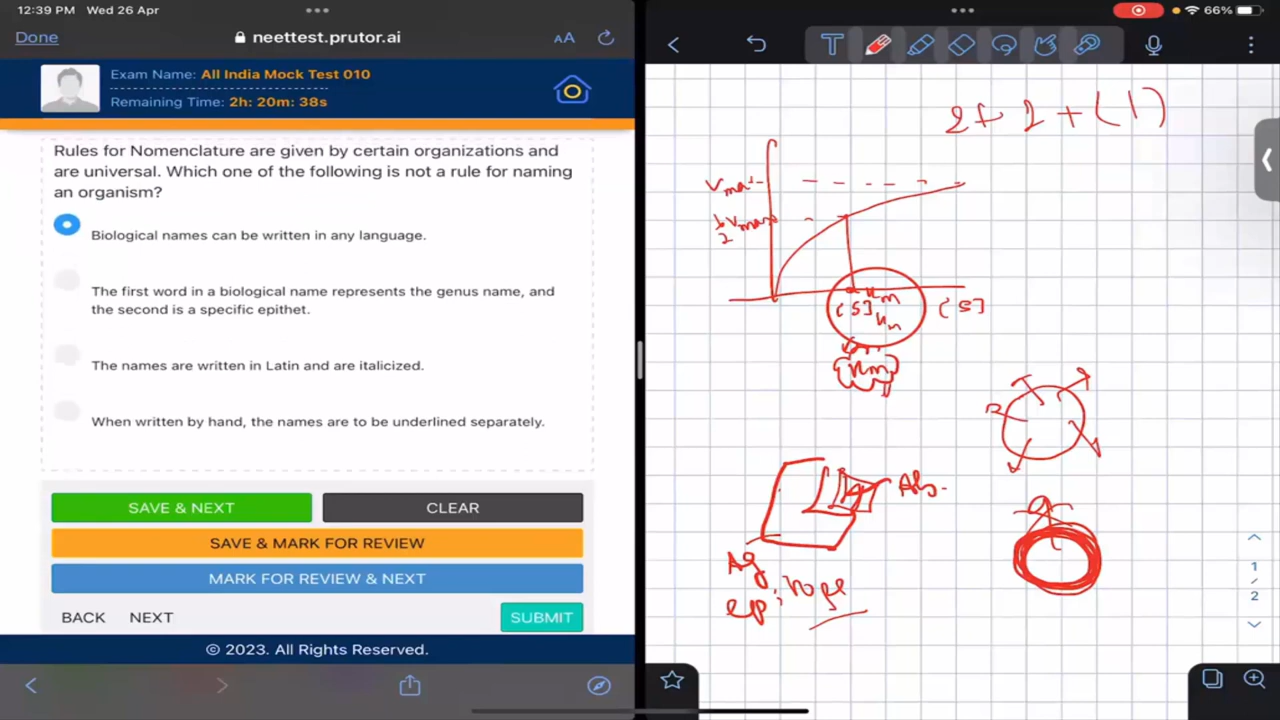 12:39 PM Wed 26 Apr
66%
Done
neettest.prutor.ai
AA
Exam Name: All India Mock Test 010
Remaining Time: 2h: 20m: 38s
Rules for Nomenclature are given by certain organizations and
are universal. Which one of the following is not a rule for naming
an organism?
Biological names can be written in any language.
The first word in a biological name represents the genus name, and
the second is a specific epithet.
The names are written in Latin and are italicized.
When written by hand, the names are to be underlined separately.
SAVE & NEXT
CLEAR
SAVE & MARK FOR REVIEW
MARK FOR REVIEW & NEXT
BACK
NEXT
SUBMIT
© 2023. All Rights Reserved.
T
2+ 2 + (1)
Vmax
1/2 Vmax
Km
[S]
[S]
Km
Ab.
Ag
1
/
2